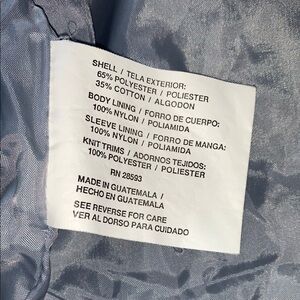 SHELL / TELA EXTERIOR:
65% POLYESTER / POLIESTER
35% COTTON / ALGODON
BODY LINING / FORRO DE CUERPO:
100% NYLON / POLIAMIDA
SLEEVE LINING / FORRO DE MANGA:
100% NYLON / POLIAMIDA
KNIT TRIMS / ADORNOS TEJIDOS:
100% POLYESTER / POLIESTER
RN 28593
MADE IN GUATEMALA /
HECHO EN GUATEMALA
SEE REVERSE FOR CARE
VER AL DORSO PARA CUIDADO